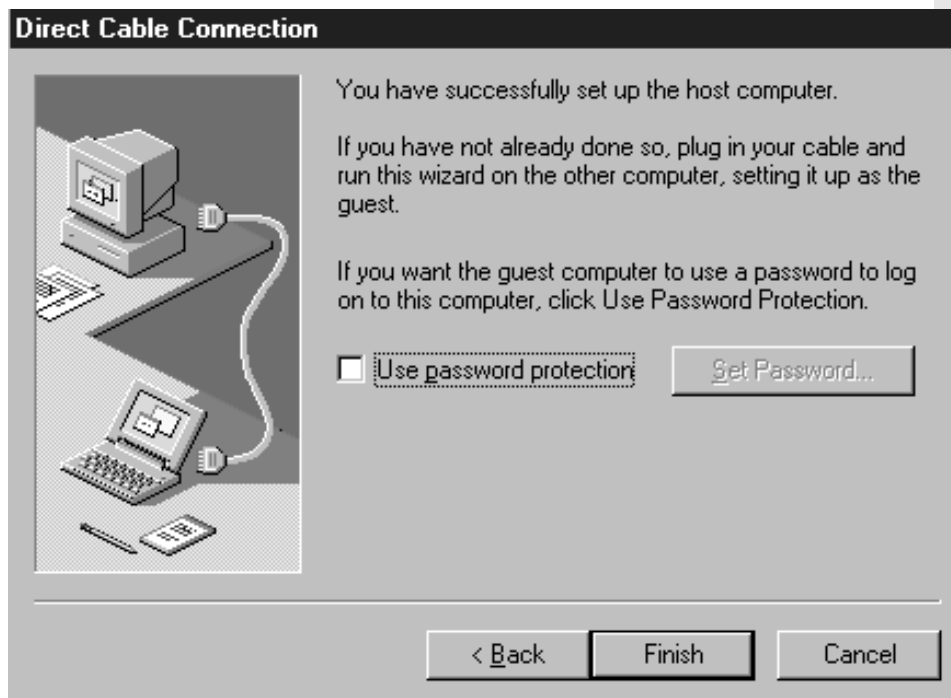 Direct Cable Connection
You have successfully set up the host computer.
If you have not already done so, plug in your cable and
run this wizard on the other computer, setting it up as the
guest.
If you want the guest computer to use a password to log
on to this computer, click Use Password Protection.
Use password protection
Set Password...
< Back
Finish
Cancel